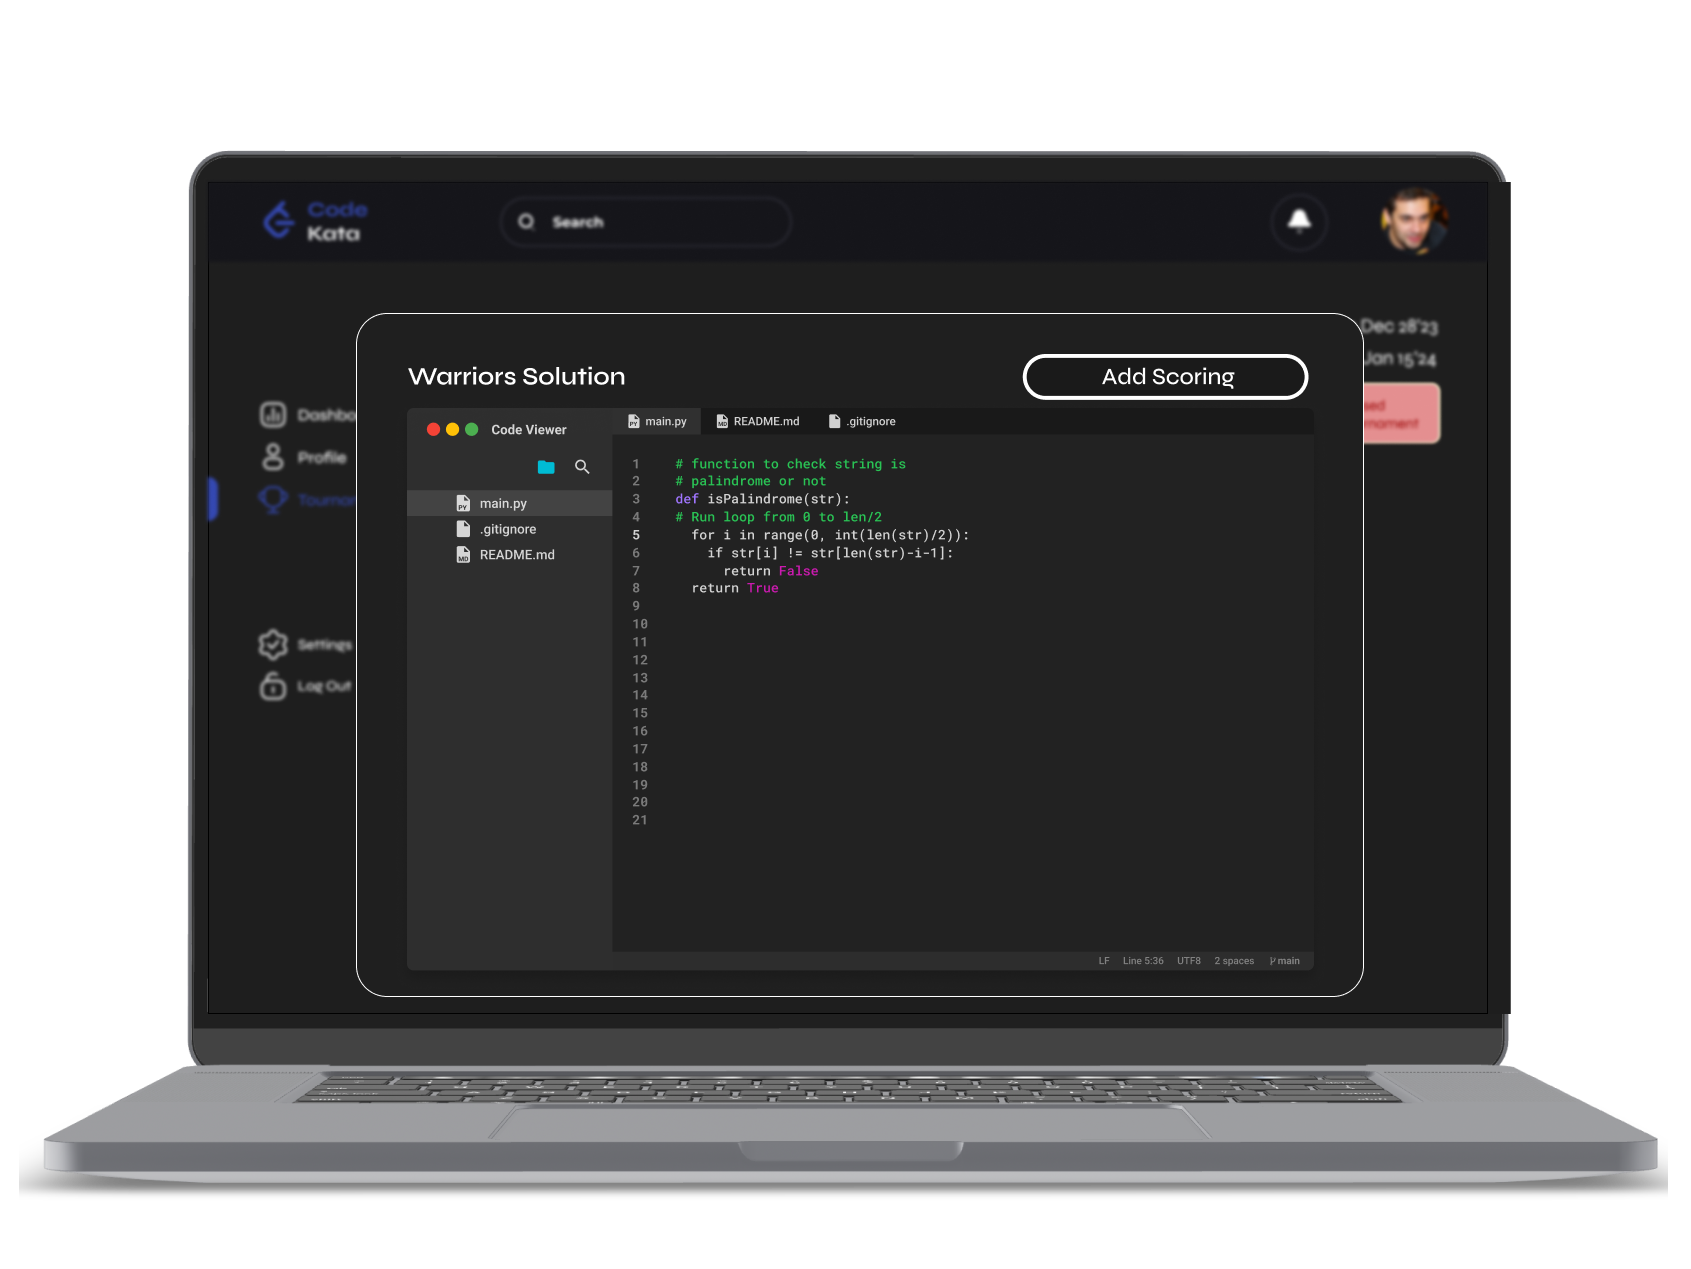 Code
Kata
Search
Dec 28'23
Jan 15'24
Warriors Solution
Add Scoring
Profile
Settings
Log Out
Code Viewer
main.py
.gitignore
README.md
main.py
README.md
.gitignore
1 # function to check string is
2 # palindrome or not
3 def isPalindrome(str):
4 # Run loop from 0 to len/2
5 for i in range(0, int(len(str)/2)):
6 if str[i] != str[len(str)-i-1]:
7 return False
8 return True
9
10
11
12
13
14
15
16
17
18
19
20
21
LF Line 5:36 UTF8 2 spaces main